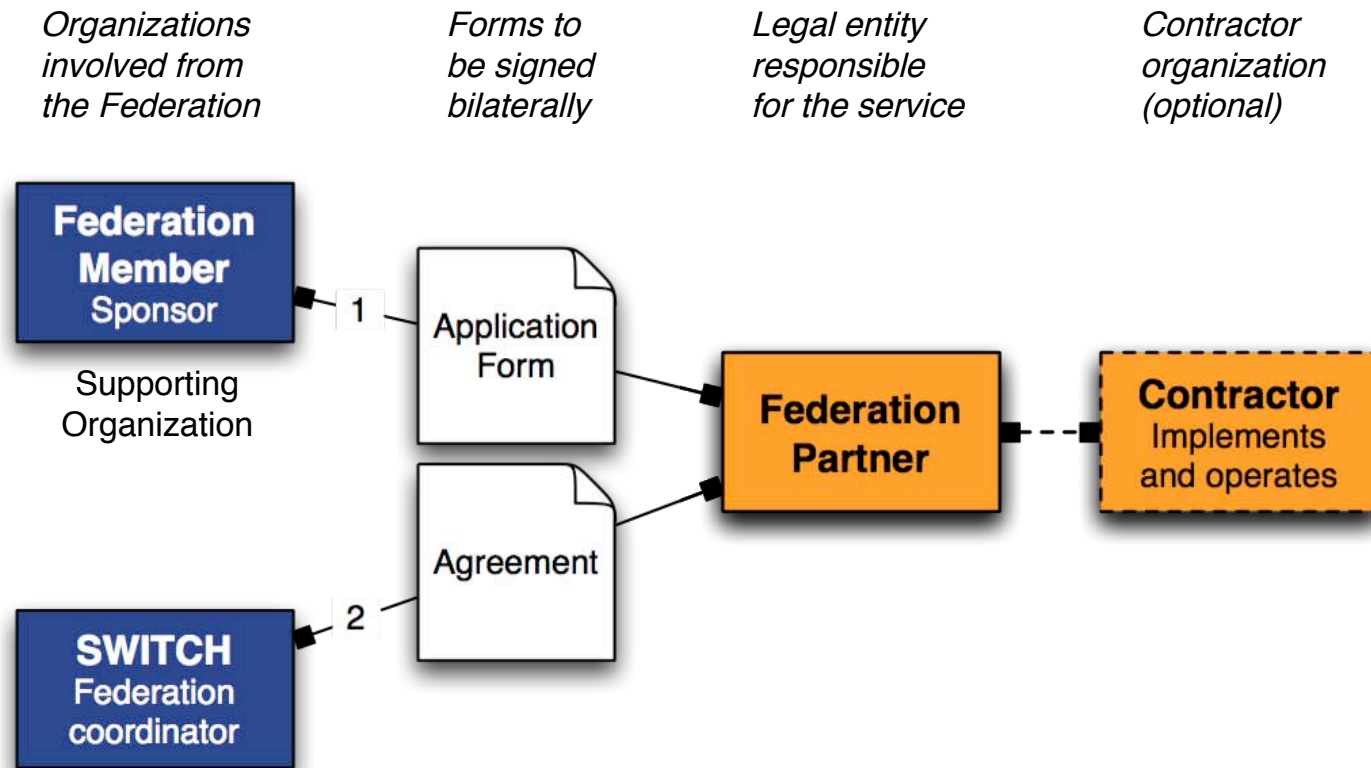 Organizations
involved from
the Federation
Forms to
be signed
bilaterally
Legal entity
responsible
for the service
Contractor
organization
(optional)
Federation
Member
Sponsor
Supporting
Organization
1
Application
Form
Federation
Partner
Contractor
Implements
and operates
Agreement
2
SWITCH
Federation
coordinator